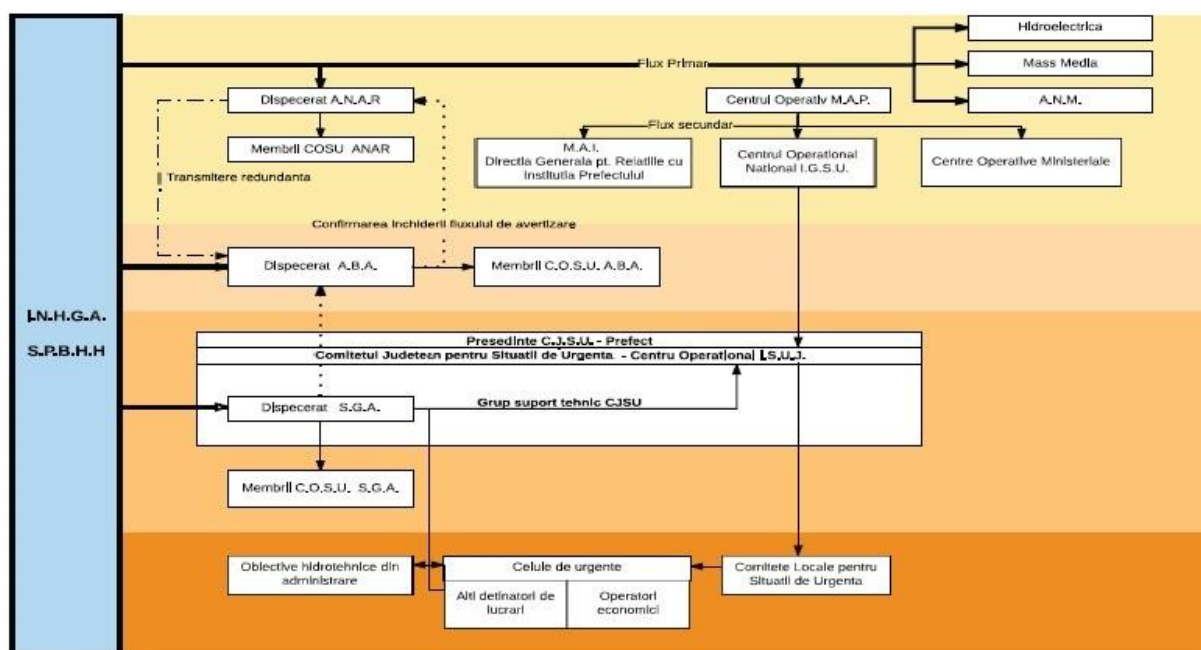 Hidroelectrica
Flux Primar
Mass Media
Dispecerat A.N.A.R
Centrul Operativ M.A.P.
A.N.M.
Flux secundar
Membrii COSU ANAR
M.A.I.
Directia Generala pt. Relatiile cu
Institutia Prefectului
Centrul Operational
National I.G.S.U.
Centre Operative Ministeriale
Transmitere redundanta
Confirmarea inchiderii fluxului de avertizare
Dispecerat A.B.A.
Membrii C.O.S.U. A.B.A.
I.N.H.G.A.
S.P.B.H.H
Presedinte C.J.S.U. - Prefect
Comitetul Judetean pentru Situatii de Urgenta - Centru Operational I.S.U.J.
Dispecerat S.G.A.
Grup suport tehnic CJSU
Membrii C.O.S.U. S.G.A.
Obiective hidrotehnice din
administrare
Celule de urgente
Comitete Locale pentru
Situatii de Urgenta
Alti detinatori de
lucrari
Operatori
economici